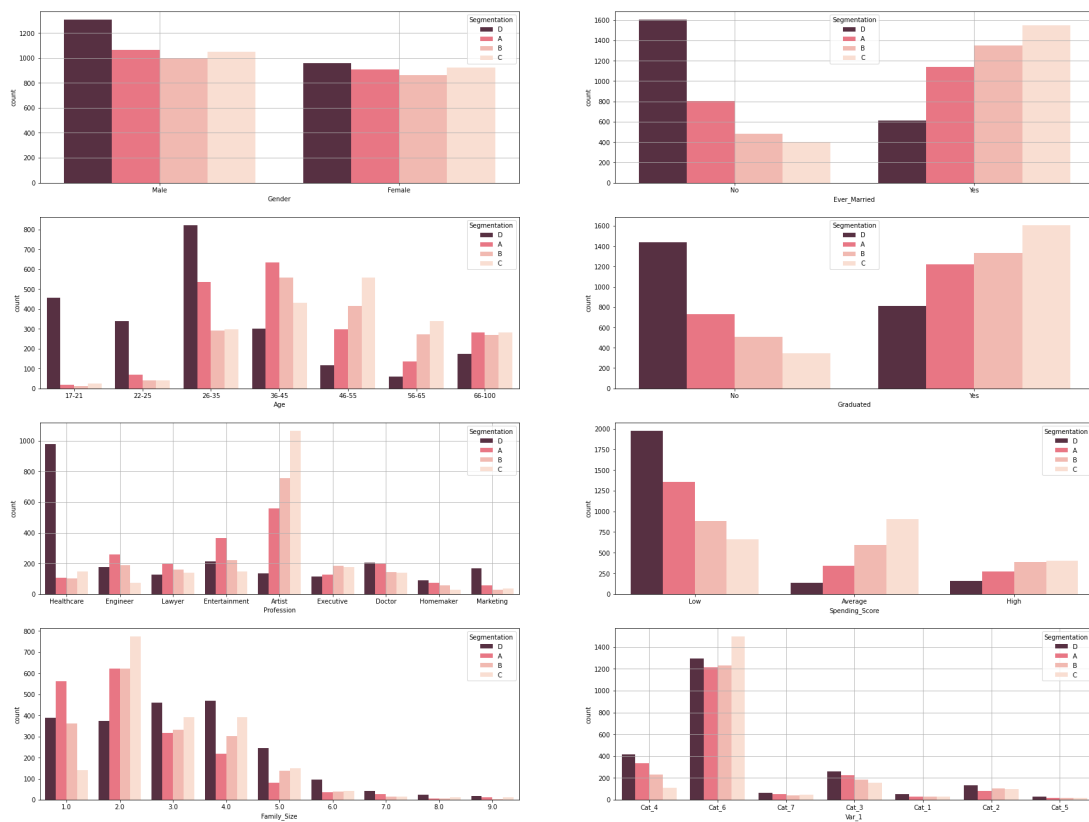 Segmentation
D
A
B
C
1200
1000
800
600
400
200
0
count
Male
Female
Gender
Segmentation
D
A
B
C
1600
1400
1200
1000
800
600
400
200
0
count
No
Yes
Ever_Married
Segmentation
D
A
B
C
800
700
600
500
400
300
200
100
0
count
17-21
22-25
26-35
36-45
46-55
56-65
66-100
Age
Segmentation
D
A
B
C
1600
1400
1200
1000
800
600
400
200
0
count
No
Yes
Graduated
Segmentation
D
A
B
C
1000
800
600
400
200
0
count
Healthcare
Engineer
Lawyer
Entertainment
Artist
Executive
Doctor
Homemaker
Marketing
Profession
Segmentation
D
A
B
C
2000
1750
1500
1250
1000
750
500
250
0
count
Low
Average
High
Spending_Score
Segmentation
D
A
B
C
800
700
600
500
400
300
200
100
0
count
1.0
2.0
3.0
4.0
5.0
6.0
7.0
8.0
9.0
Family_Size
Segmentation
D
A
B
C
1400
1200
1000
800
600
400
200
0
count
Cat_4
Cat_6
Cat_7
Cat_3
Cat_1
Cat_2
Cat_5
Var_1